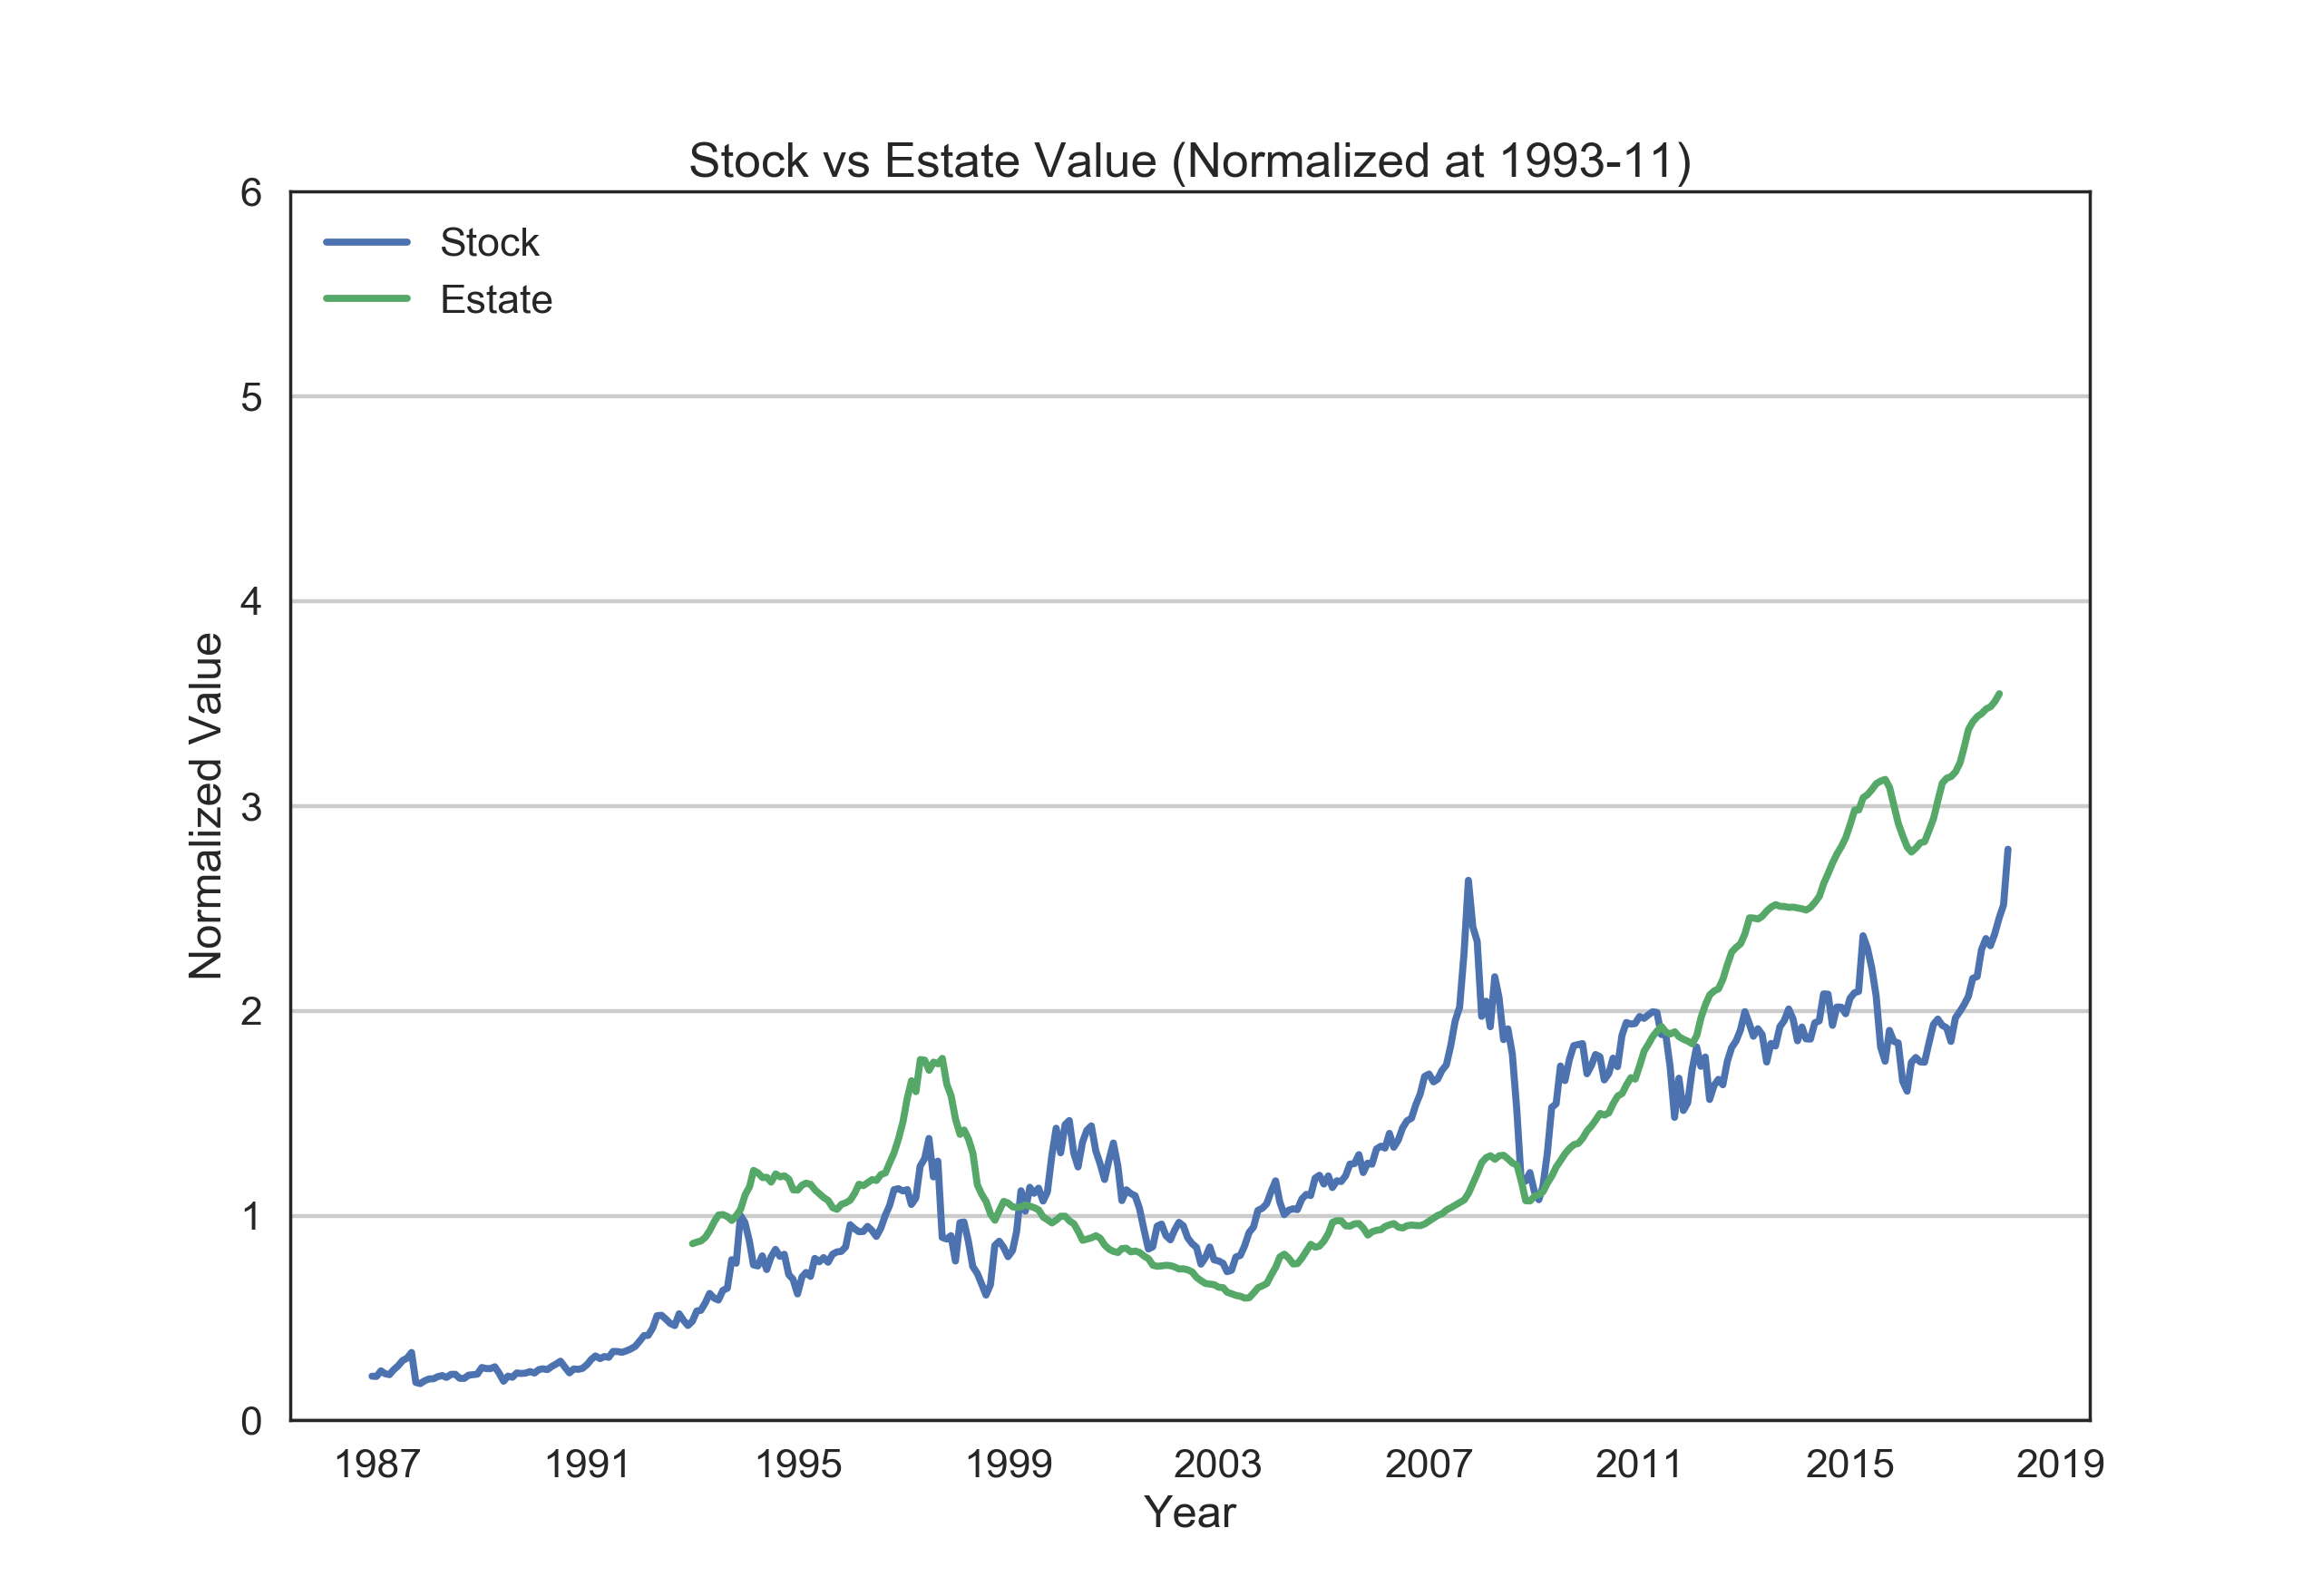 Stock vs Estate Value (Normalized at 1993-11)
6
Stock
Estate
5
4
3
2
1
0
Normalized Value
1987 1991 1995 1999 2003 2007 2011 2015 2019
Year